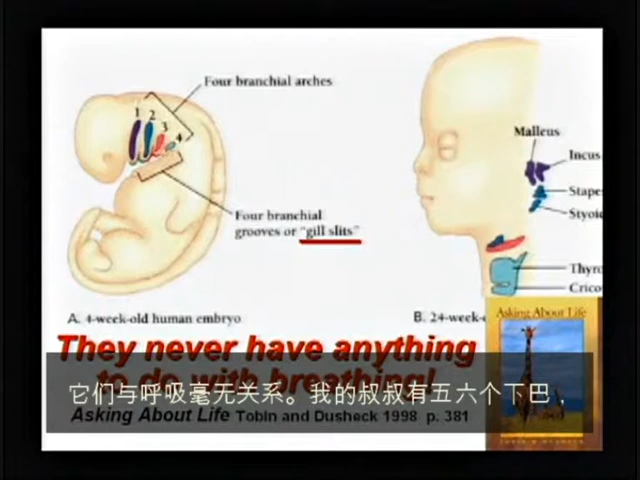 Four branchial arches
1 2
3
4
Malleus
Incus
Stape
Styoi
Four branchial
grooves or "gill slits"
Thyro
Crico
A. 4-week-old human embryo
B. 24-week-
Asking About Life
They never have anything
to do with breathing!
它们与呼吸毫无关系。我的叔叔有五六个下巴，
Asking About Life Tobin and Dusheck 1998 p. 381